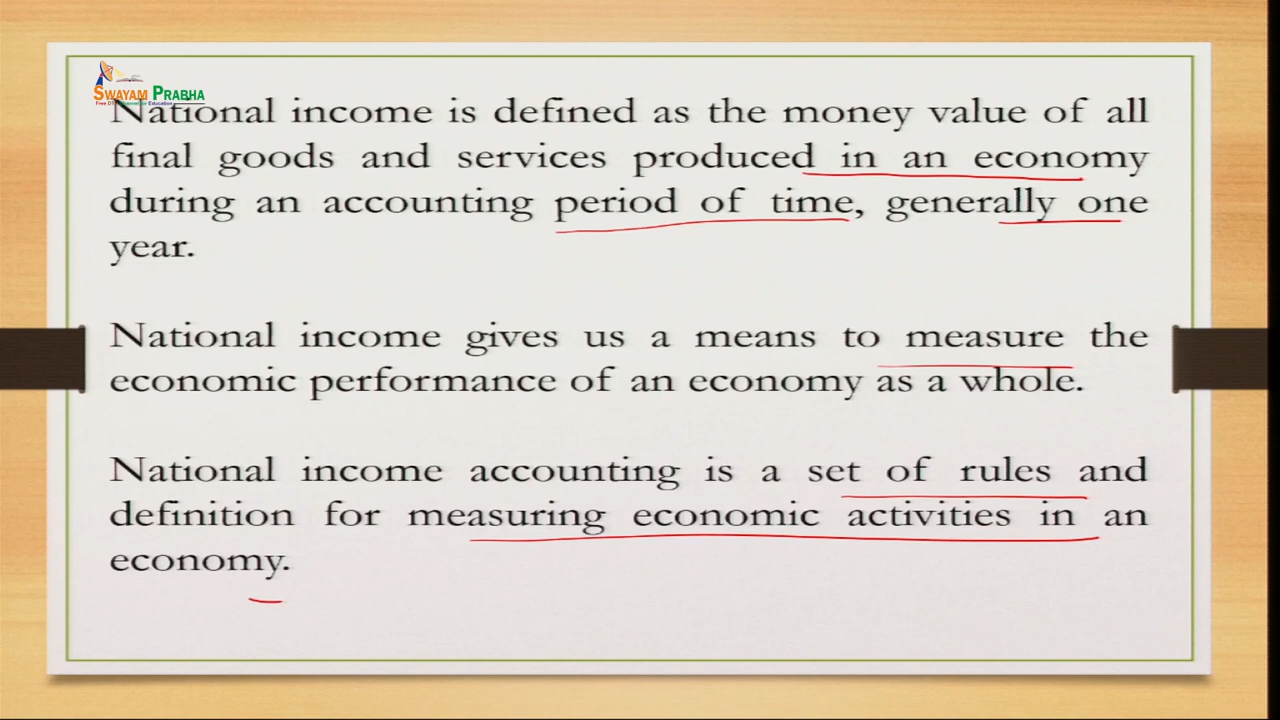 SWAYAM PRABHA
National income is defined as the money value of all
final goods and services produced in an economy
during an accounting period of time, generally one
year.
National income gives us a means to measure the
economic performance of an economy as a whole.
National income accounting is a set of rules and
definition for measuring economic activities in an
economy.